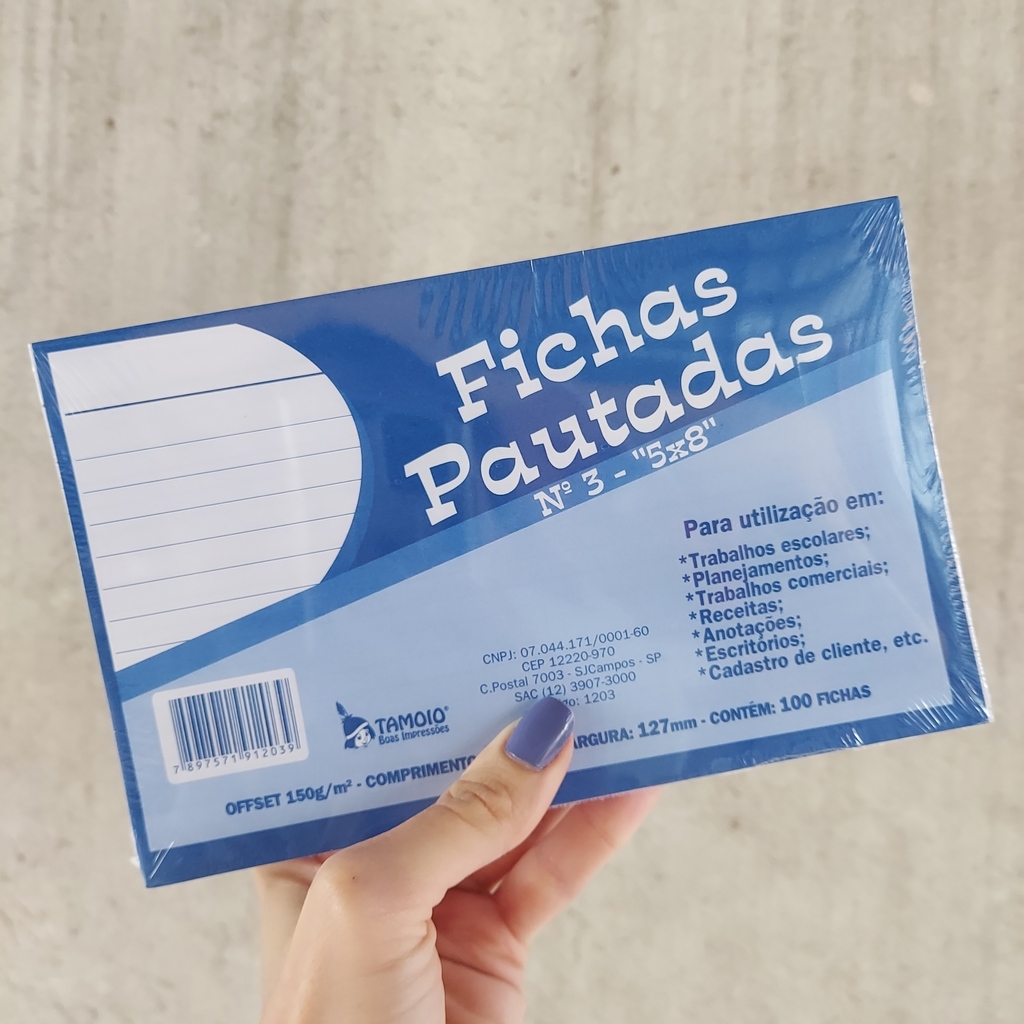 Fichas
Pautadas
Nº 3 - "5x8"
Para utilização em:
*Trabalhos escolares;
*Planejamentos;
*Trabalhos comerciais;
*Receitas;
*Anotações;
*Escritórios;
*Cadastro de cliente, etc.
CNPJ: 07.044.171/0001-60
CEP 12220-970
C.Postal 7003 - SJCampos - SP
SAC (12) 3907-3000
1203
TAMOIO®
Boas Impressões
7 897571 912039
OFFSET 150g/m² - COMPRIMENTO 127mm - CONTÉM: 100 FICHAS